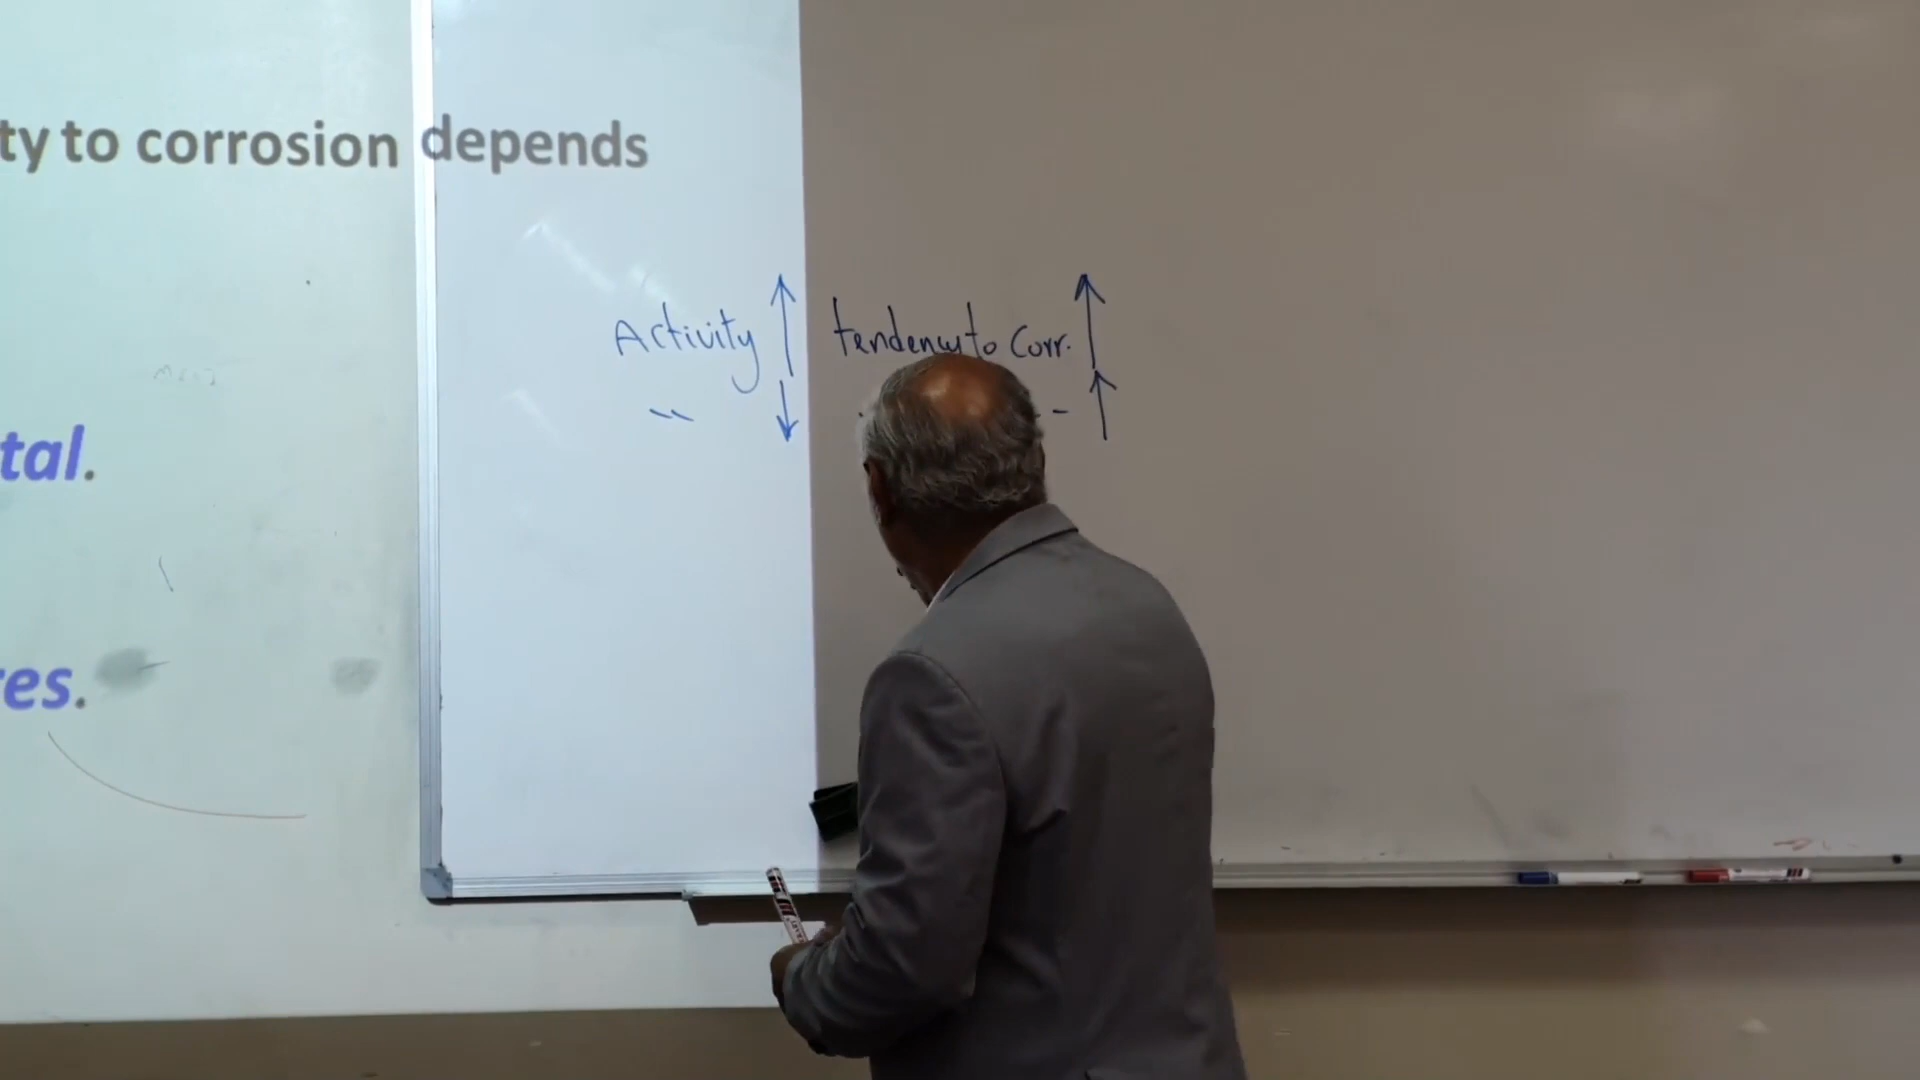 ty to corrosion depends
Activity ↑ tendency to Corr. ↑
〃 ↓ - ↑
tal.
res.